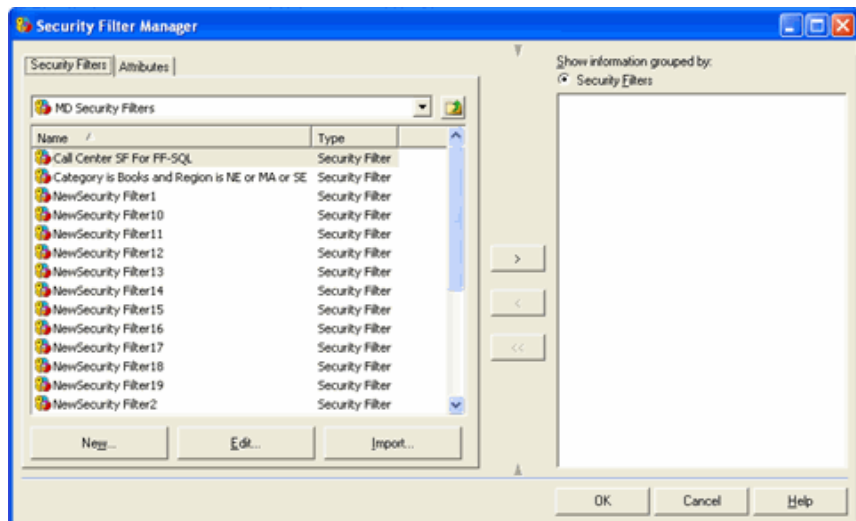 Security Filter Manager
Security Filters Attributes
MD Security Filters
Name Type
Call Center SF For FF-SQL Security Filter
Category is Books and Region is NE or MA or SE Security Filter
NewSecurity Filter1 Security Filter
NewSecurity Filter10 Security Filter
NewSecurity Filter11 Security Filter
NewSecurity Filter12 Security Filter
NewSecurity Filter13 Security Filter
NewSecurity Filter14 Security Filter
NewSecurity Filter15 Security Filter
NewSecurity Filter16 Security Filter
NewSecurity Filter17 Security Filter
NewSecurity Filter18 Security Filter
NewSecurity Filter19 Security Filter
NewSecurity Filter2 Security Filter
New... Edit... Import...
>
<
<<
Show information grouped by:
Security Filters
OK Cancel Help